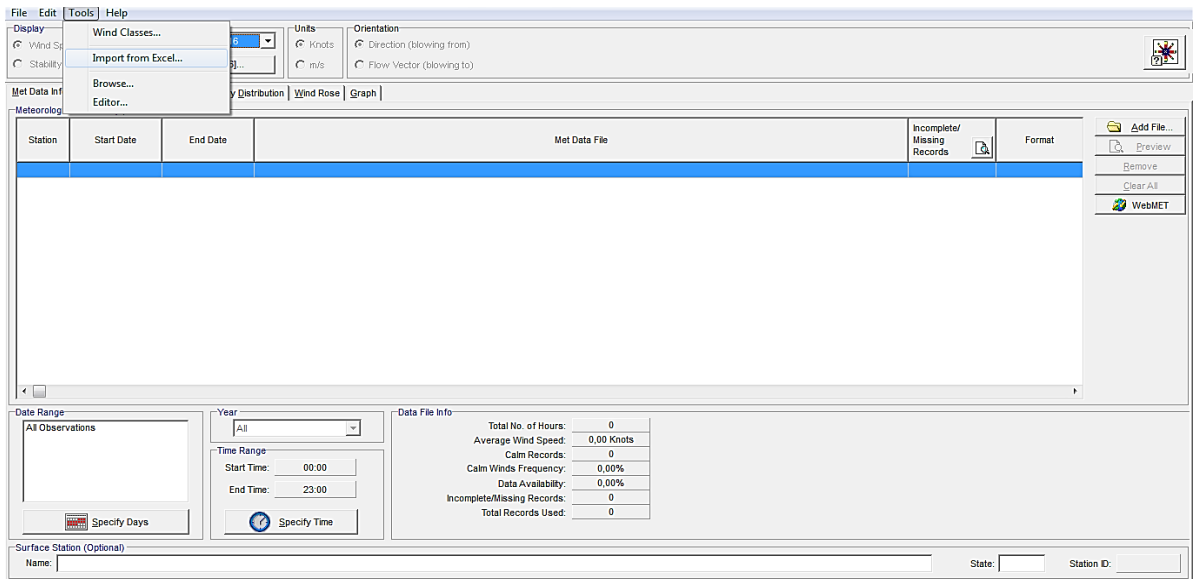 File Edit Tools Help
Display
Wind Sp
Stability
Wind Classes...
Import from Excel...
Browse...
Editor...
6
6]...
Units
Knots
m/s
Orientation
Direction (blowing from)
Flow Vector (blowing to)
Met Data Inf
y Distribution Wind Rose Graph
Meteorolog
Station Start Date End Date Met Data File Incomplete/ Missing Records Format
Add File...
Preview
Remove
Clear All
WebMET
Date Range
All Observations
Specify Days
Year
All
Time Range
Start Time: 00:00
End Time: 23:00
Specify Time
Data File Info
Total No. of Hours: 0
Average Wind Speed: 0,00 Knots
Calm Records: 0
Calm Winds Frequency: 0,00%
Data Availability: 0,00%
Incomplete/Missing Records: 0
Total Records Used: 0
Surface Station (Optional)
Name: State: Station ID: